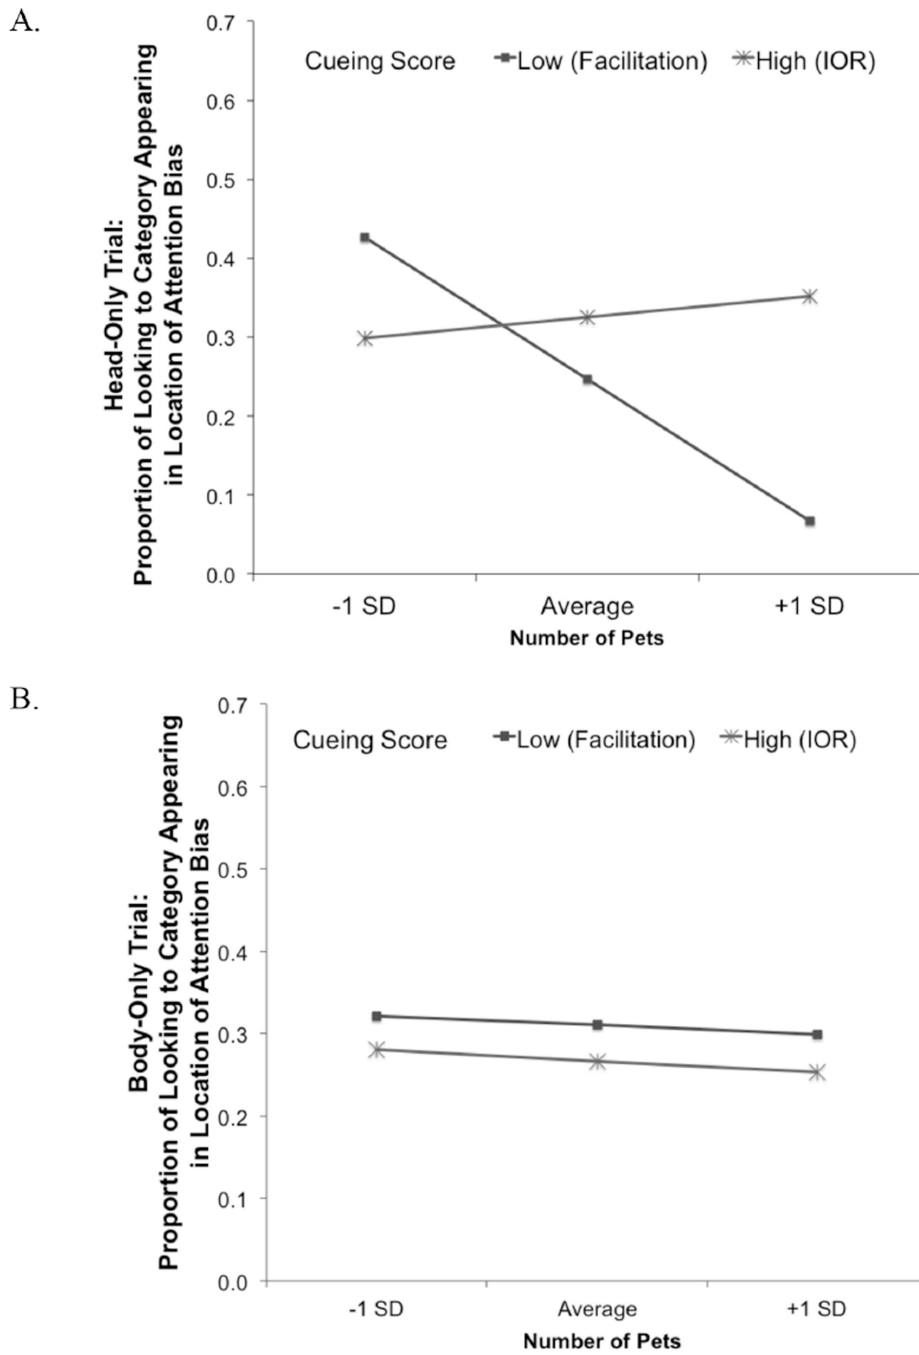 A.
Head-Only Trial:
Proportion of Looking to Category Appearing
in Location of Attention Bias
0.7
0.6
0.5
0.4
0.3
0.2
0.1
0.0
Cueing Score Low (Facilitation) High (IOR)
-1 SD Average +1 SD
Number of Pets
B.
Body-Only Trial:
Proportion of Looking to Category Appearing
in Location of Attention Bias
0.7
0.6
0.5
0.4
0.3
0.2
0.1
0.0
Cueing Score Low (Facilitation) High (IOR)
-1 SD Average +1 SD
Number of Pets